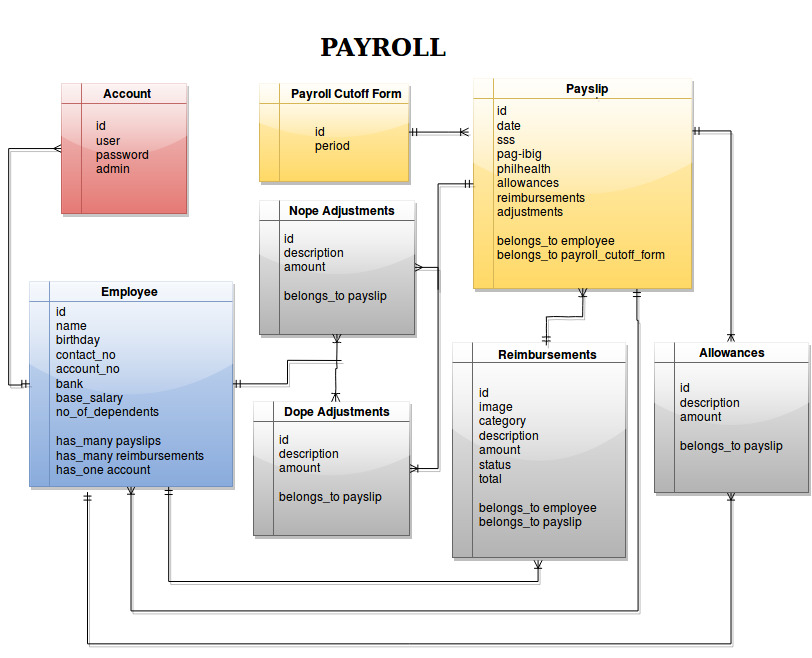 PAYROLL
Account
id
user
password
admin
Payroll Cutoff Form
id
period
Payslip
id
date
sss
pag-ibig
philhealth
allowances
reimbursements
adjustments
belongs_to employee
belongs_to payroll_cutoff_form
Nope Adjustments
id
description
amount
belongs_to payslip
Employee
id
name
birthday
contact_no
account_no
bank
base_salary
no_of_dependents
has_many payslips
has_many reimbursements
has_one account
Dope Adjustments
id
description
amount
belongs_to payslip
Reimbursements
id
image
category
description
amount
status
total
belongs_to employee
belongs_to payslip
Allowances
id
description
amount
belongs_to payslip